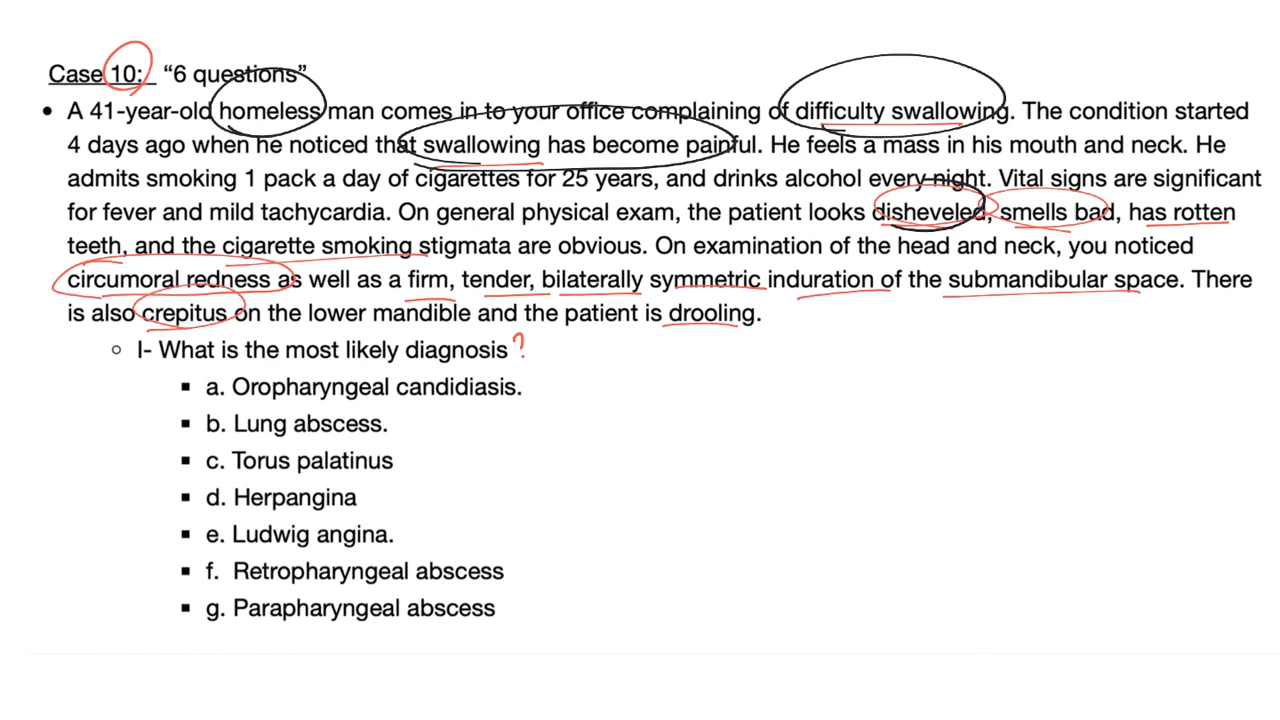 Case 10: “6 questions”
• A 41-year-old homeless man comes in to your office complaining of difficulty swallowing. The condition started
4 days ago when he noticed that swallowing has become painful. He feels a mass in his mouth and neck. He
admits smoking 1 pack a day of cigarettes for 25 years, and drinks alcohol every night. Vital signs are significant
for fever and mild tachycardia. On general physical exam, the patient looks disheveled, smells bad, has rotten
teeth, and the cigarette smoking stigmata are obvious. On examination of the head and neck, you noticed
circumoral redness as well as a firm, tender, bilaterally symmetric induration of the submandibular space. There
is also crepitus on the lower mandible and the patient is drooling.
I- What is the most likely diagnosis ?
a. Oropharyngeal candidiasis.
b. Lung abscess.
c. Torus palatinus
d. Herpangina
e. Ludwig angina.
f. Retropharyngeal abscess
g. Parapharyngeal abscess